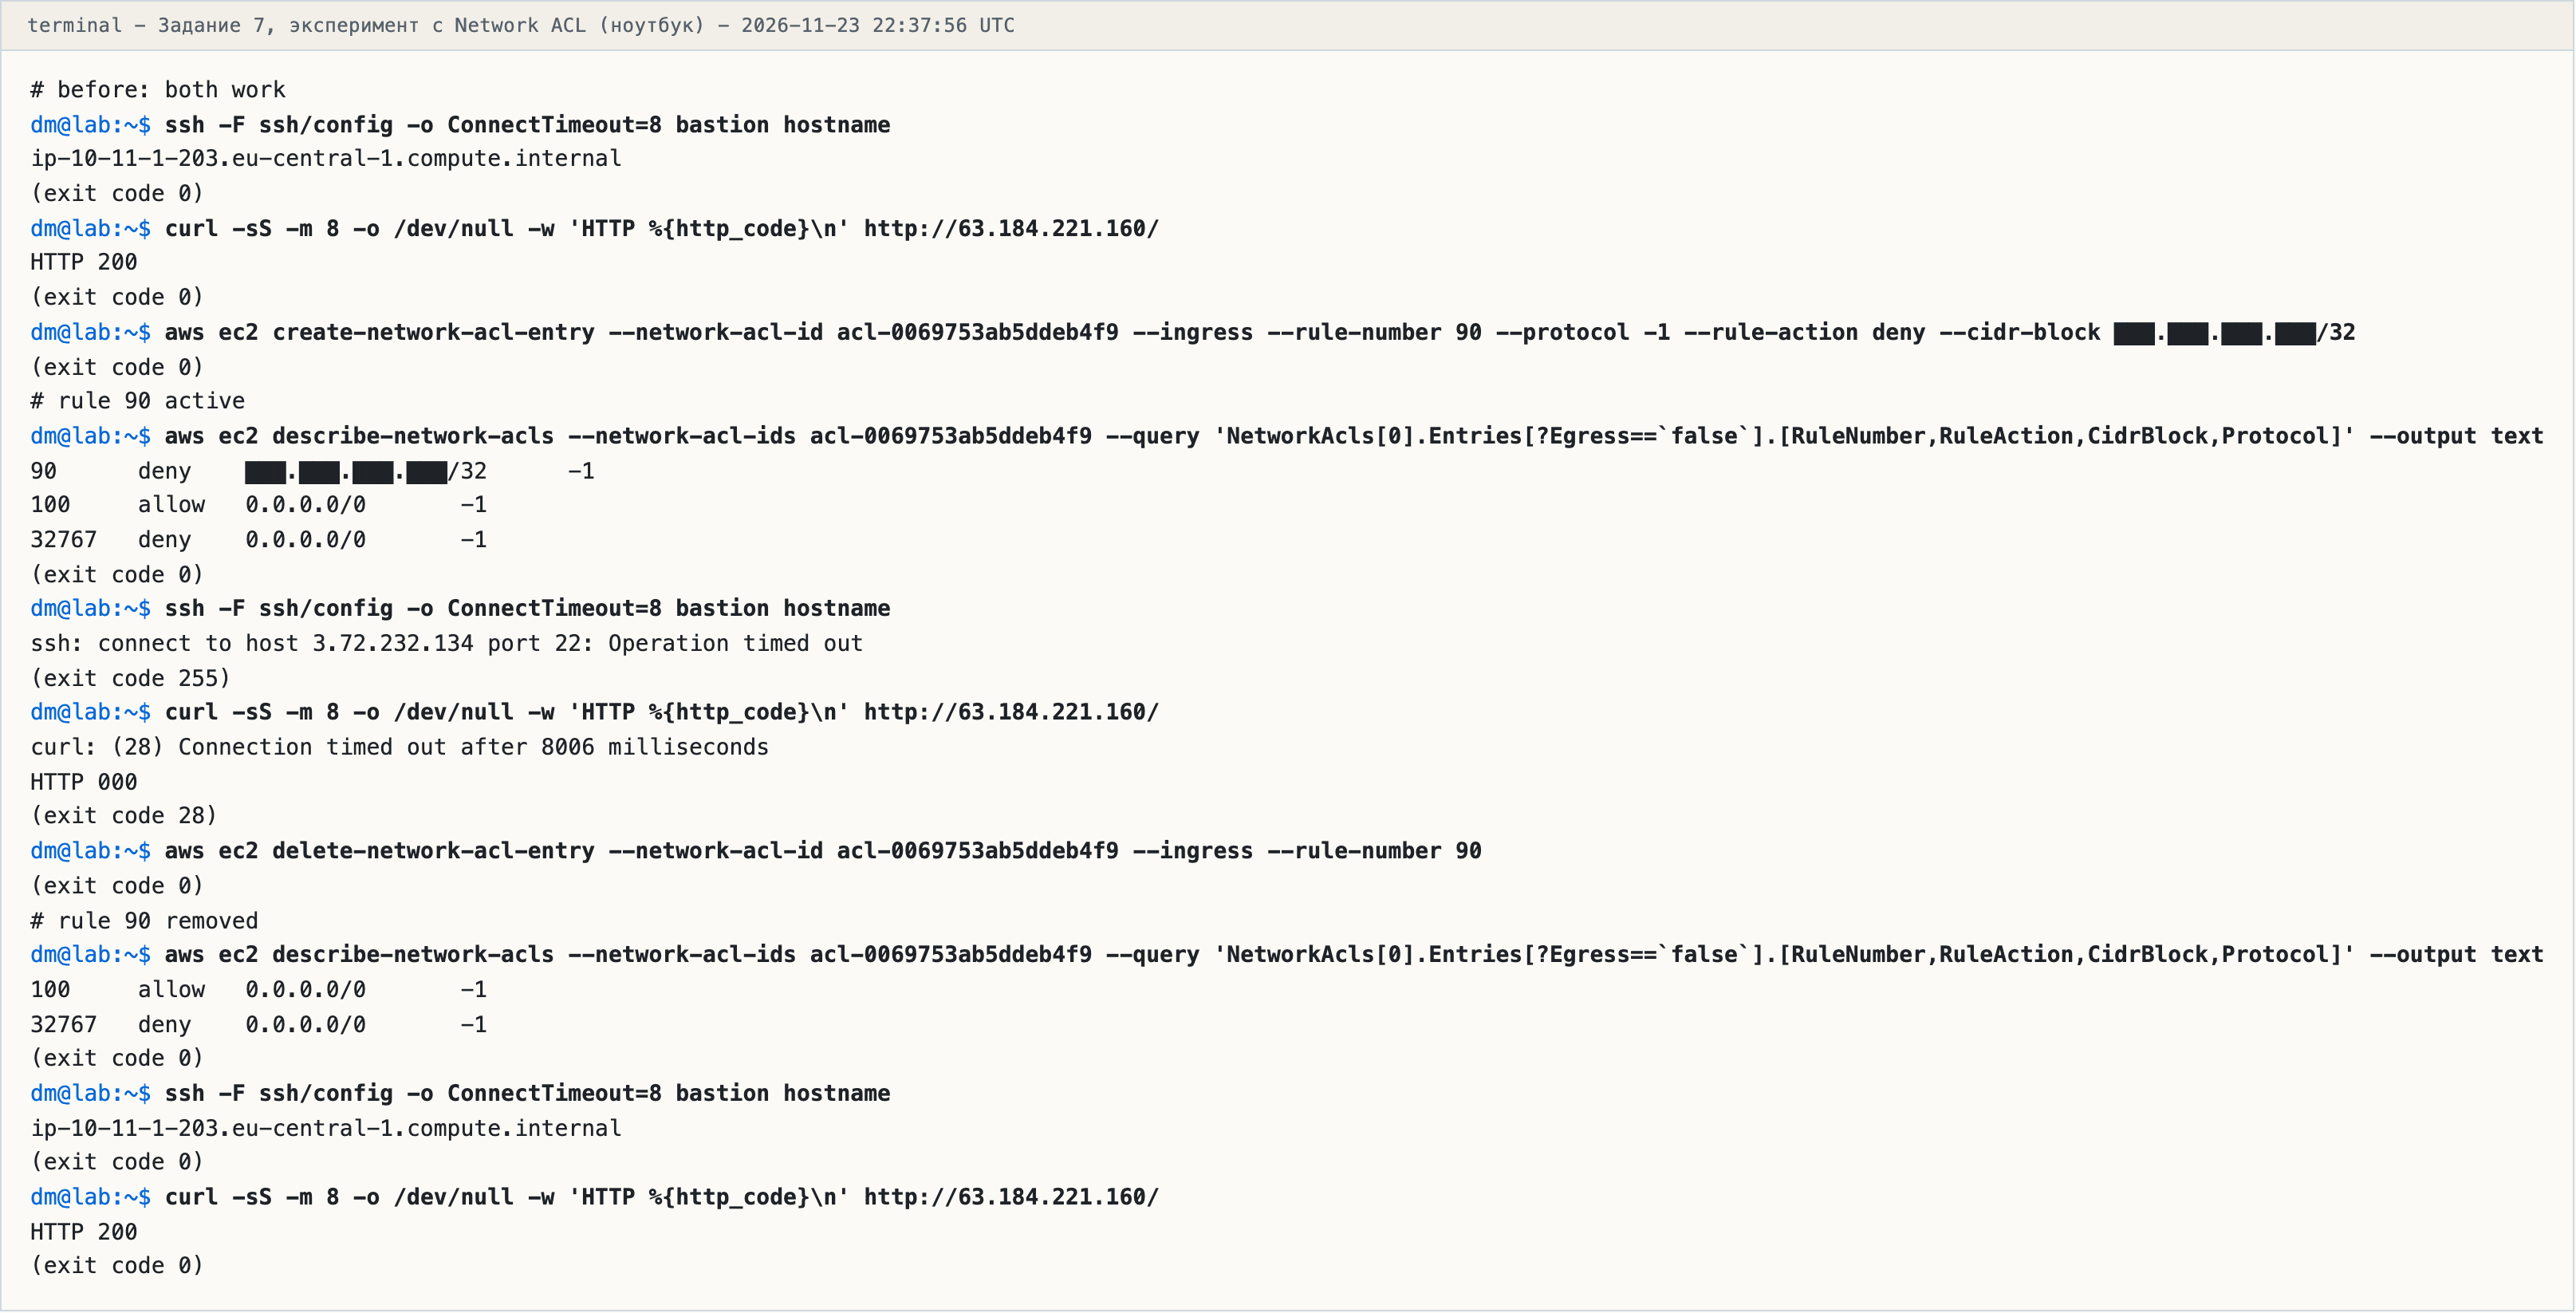 terminal — Задание 7, эксперимент с Network ACL (ноутбук) — 2026-11-23 22:37:56 UTC
# before: both work
dm@lab:~$ ssh -F ssh/config -o ConnectTimeout=8 bastion hostname
ip-10-11-1-203.eu-central-1.compute.internal
(exit code 0)
dm@lab:~$ curl -sS -m 8 -o /dev/null -w 'HTTP %{http_code}\n' http://63.184.221.160/
HTTP 200
(exit code 0)
dm@lab:~$ aws ec2 create-network-acl-entry --network-acl-id acl-0069753ab5ddeb4f9 --ingress --rule-number 90 --protocol -1 --rule-action deny --cidr-block ███.███.███.███/32
(exit code 0)
# rule 90 active
dm@lab:~$ aws ec2 describe-network-acls --network-acl-ids acl-0069753ab5ddeb4f9 --query 'NetworkAcls[0].Entries[?Egress==`false`].[RuleNumber,RuleAction,CidrBlock,Protocol]' --output text
90 deny ███.███.███.███/32 -1
100 allow 0.0.0.0/0 -1
32767 deny 0.0.0.0/0 -1
(exit code 0)
dm@lab:~$ ssh -F ssh/config -o ConnectTimeout=8 bastion hostname
ssh: connect to host 3.72.232.134 port 22: Operation timed out
(exit code 255)
dm@lab:~$ curl -sS -m 8 -o /dev/null -w 'HTTP %{http_code}\n' http://63.184.221.160/
curl: (28) Connection timed out after 8006 milliseconds
HTTP 000
(exit code 28)
dm@lab:~$ aws ec2 delete-network-acl-entry --network-acl-id acl-0069753ab5ddeb4f9 --ingress --rule-number 90
(exit code 0)
# rule 90 removed
dm@lab:~$ aws ec2 describe-network-acls --network-acl-ids acl-0069753ab5ddeb4f9 --query 'NetworkAcls[0].Entries[?Egress==`false`].[RuleNumber,RuleAction,CidrBlock,Protocol]' --output text
100 allow 0.0.0.0/0 -1
32767 deny 0.0.0.0/0 -1
(exit code 0)
dm@lab:~$ ssh -F ssh/config -o ConnectTimeout=8 bastion hostname
ip-10-11-1-203.eu-central-1.compute.internal
(exit code 0)
dm@lab:~$ curl -sS -m 8 -o /dev/null -w 'HTTP %{http_code}\n' http://63.184.221.160/
HTTP 200
(exit code 0)